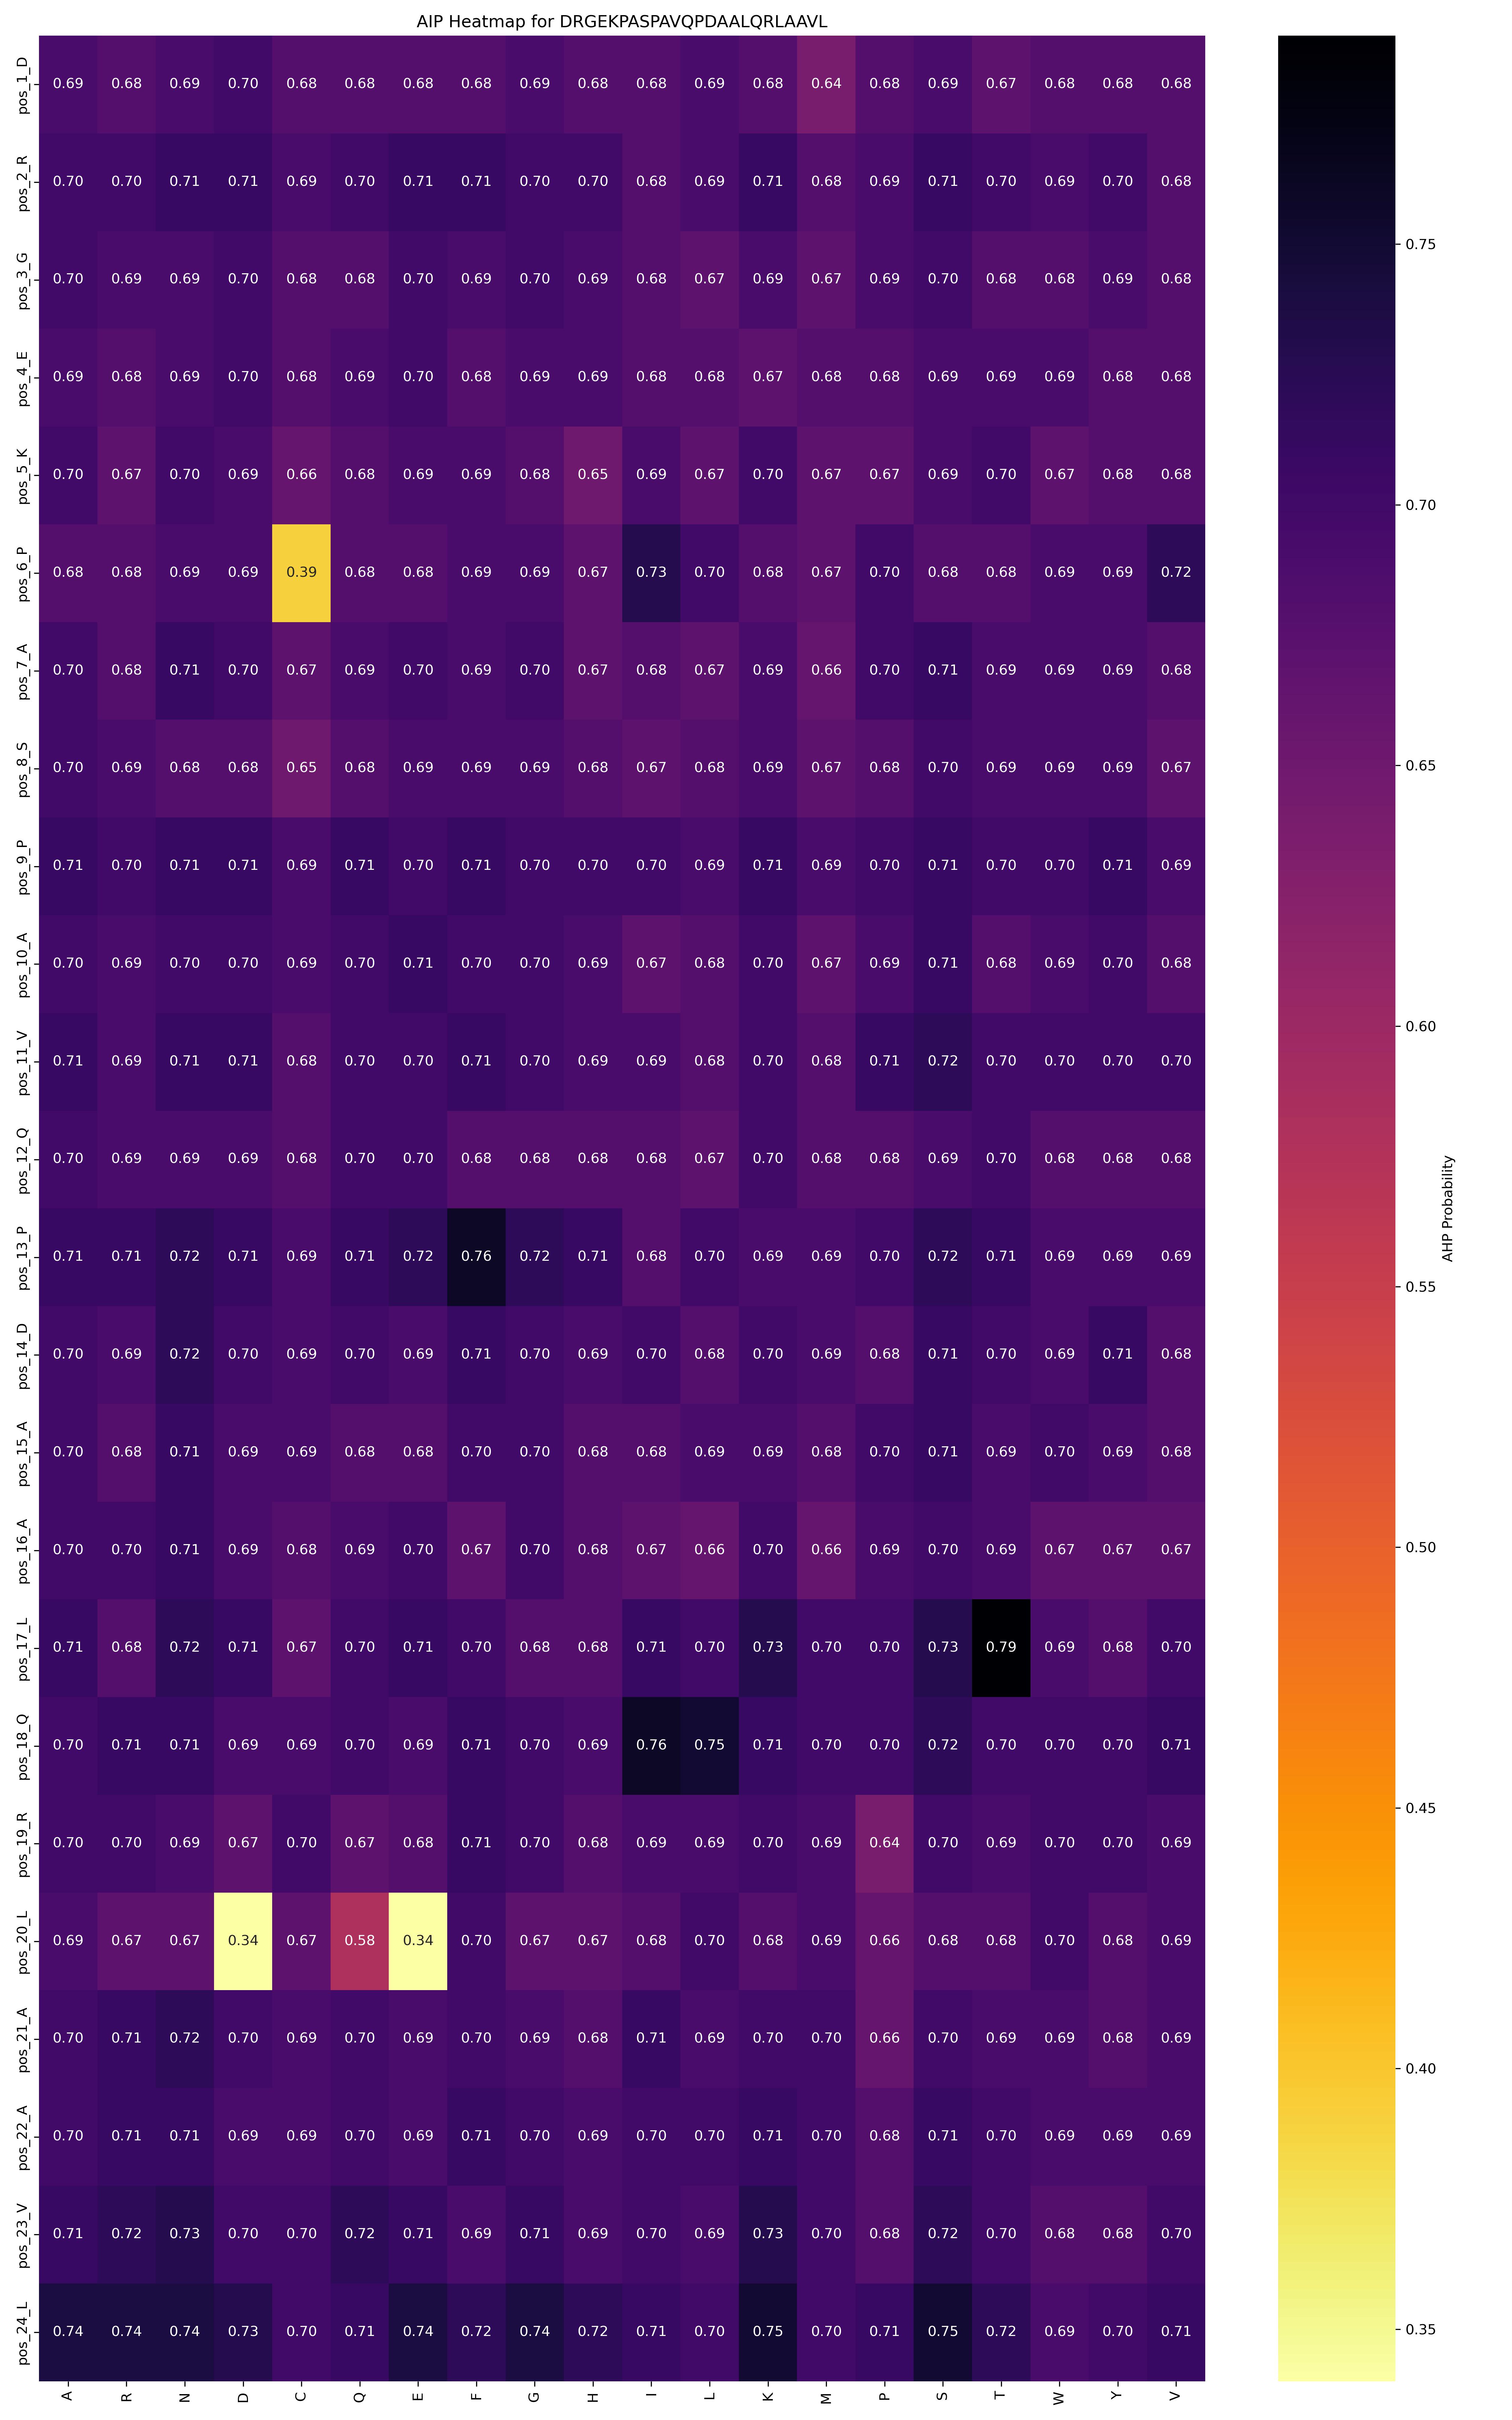 AIP Heatmap for DRGEKPASPAVQPDAALQRLAAVL
pos_1_D 0.69 0.68 0.69 0.70 0.68 0.68 0.68 0.68 0.69 0.68 0.68 0.69 0.68 0.64 0.68 0.69 0.67 0.68 0.68 0.68
pos_2_R 0.70 0.70 0.71 0.71 0.69 0.70 0.71 0.71 0.70 0.70 0.68 0.69 0.71 0.68 0.69 0.71 0.70 0.69 0.70 0.68
pos_3_G 0.70 0.69 0.69 0.70 0.68 0.68 0.70 0.69 0.70 0.69 0.68 0.67 0.69 0.67 0.69 0.70 0.68 0.68 0.69 0.68
pos_4_E 0.69 0.68 0.69 0.70 0.68 0.69 0.70 0.68 0.69 0.69 0.68 0.68 0.67 0.68 0.68 0.69 0.69 0.69 0.68 0.68
pos_5_K 0.70 0.67 0.70 0.69 0.66 0.68 0.69 0.69 0.68 0.65 0.69 0.67 0.70 0.67 0.67 0.69 0.70 0.67 0.68 0.68
pos_6_P 0.68 0.68 0.69 0.69 0.39 0.68 0.68 0.69 0.69 0.67 0.73 0.70 0.68 0.67 0.70 0.68 0.68 0.69 0.69 0.72
pos_7_A 0.70 0.68 0.71 0.70 0.67 0.69 0.70 0.69 0.70 0.67 0.68 0.67 0.69 0.66 0.70 0.71 0.69 0.69 0.69 0.68
pos_8_S 0.70 0.69 0.68 0.68 0.65 0.68 0.69 0.69 0.69 0.68 0.67 0.68 0.69 0.67 0.68 0.70 0.69 0.69 0.69 0.67
pos_9_P 0.71 0.70 0.71 0.71 0.69 0.71 0.70 0.71 0.70 0.70 0.70 0.69 0.71 0.69 0.70 0.71 0.70 0.70 0.71 0.69
pos_10_A 0.70 0.69 0.70 0.70 0.69 0.70 0.71 0.70 0.70 0.69 0.67 0.68 0.70 0.67 0.69 0.71 0.68 0.69 0.70 0.68
pos_11_V 0.71 0.69 0.71 0.71 0.68 0.70 0.70 0.71 0.70 0.69 0.69 0.68 0.70 0.68 0.71 0.72 0.70 0.70 0.70 0.70
pos_12_Q 0.70 0.69 0.69 0.69 0.68 0.70 0.70 0.68 0.68 0.68 0.68 0.67 0.70 0.68 0.68 0.69 0.70 0.68 0.68 0.68
pos_13_P 0.71 0.71 0.72 0.71 0.69 0.71 0.72 0.76 0.72 0.71 0.68 0.70 0.69 0.69 0.70 0.72 0.71 0.69 0.69 0.69
pos_14_D 0.70 0.69 0.72 0.70 0.69 0.70 0.69 0.71 0.70 0.69 0.70 0.68 0.70 0.69 0.68 0.71 0.70 0.69 0.71 0.68
pos_15_A 0.70 0.68 0.71 0.69 0.69 0.68 0.68 0.70 0.70 0.68 0.68 0.69 0.69 0.68 0.70 0.71 0.69 0.70 0.69 0.68
pos_16_A 0.70 0.70 0.71 0.69 0.68 0.69 0.70 0.67 0.70 0.68 0.67 0.66 0.70 0.66 0.69 0.70 0.69 0.67 0.67 0.67
pos_17_L 0.71 0.68 0.72 0.71 0.67 0.70 0.71 0.70 0.68 0.68 0.71 0.70 0.73 0.70 0.70 0.73 0.79 0.69 0.68 0.70
pos_18_Q 0.70 0.71 0.71 0.69 0.69 0.70 0.69 0.71 0.70 0.69 0.76 0.75 0.71 0.70 0.70 0.72 0.70 0.70 0.70 0.71
pos_19_R 0.70 0.70 0.69 0.67 0.70 0.67 0.68 0.71 0.70 0.68 0.69 0.69 0.70 0.69 0.64 0.70 0.69 0.70 0.70 0.69
pos_20_L 0.69 0.67 0.67 0.34 0.67 0.58 0.34 0.70 0.67 0.67 0.68 0.70 0.68 0.69 0.66 0.68 0.68 0.70 0.68 0.69
pos_21_A 0.70 0.71 0.72 0.70 0.69 0.70 0.69 0.70 0.69 0.68 0.71 0.69 0.70 0.70 0.66 0.70 0.69 0.69 0.68 0.69
pos_22_A 0.70 0.71 0.71 0.69 0.69 0.70 0.69 0.71 0.70 0.69 0.70 0.70 0.71 0.70 0.68 0.71 0.70 0.69 0.69 0.69
pos_23_V 0.71 0.72 0.73 0.70 0.70 0.72 0.71 0.69 0.71 0.69 0.70 0.69 0.73 0.70 0.68 0.72 0.70 0.68 0.68 0.70
pos_24_L 0.74 0.74 0.74 0.73 0.70 0.71 0.74 0.72 0.74 0.72 0.71 0.70 0.75 0.70 0.71 0.75 0.72 0.69 0.70 0.71
A R N D C Q E F G H I L K M P S T W Y V
0.75
0.70
0.65
0.60
0.55
0.50
0.45
0.40
0.35
AHP Probability